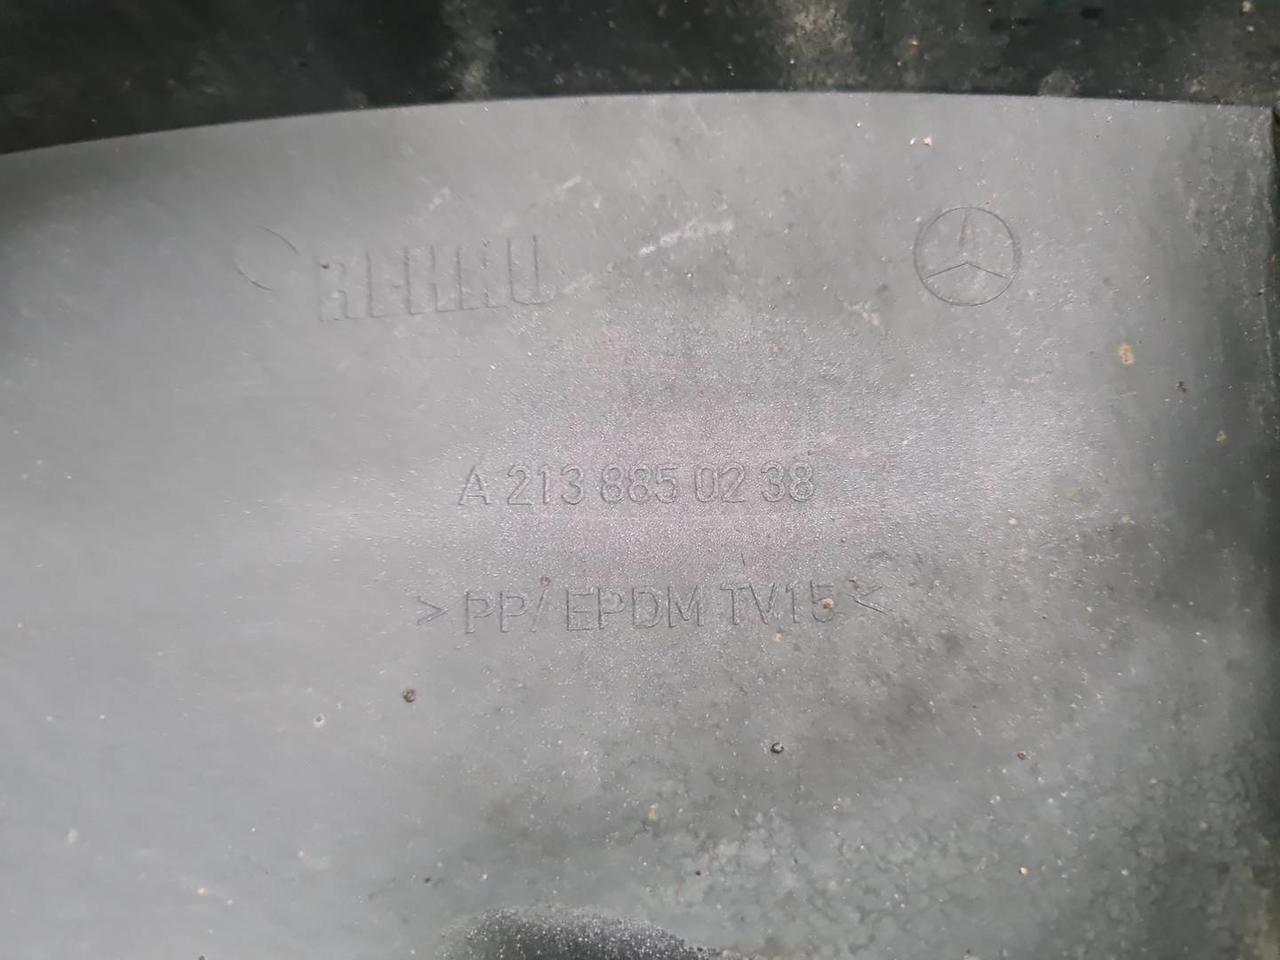 REHAU
A 213 885 02 38
>PP/EPDM TV15<